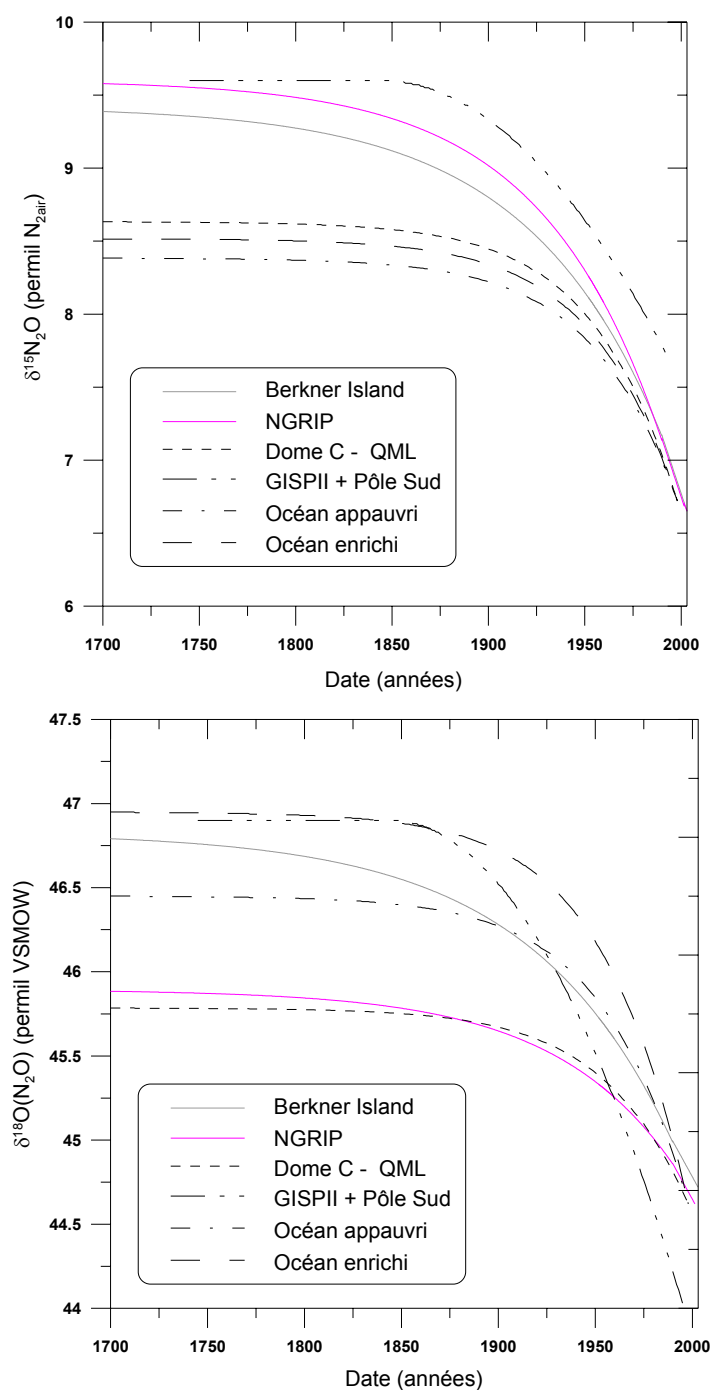 10
9
8
7
6
δ¹⁵N₂O (permil N₂air)
Berkner Island
NGRIP
Dome C - QML
GISPII + Pôle Sud
Océan appauvri
Océan enrichi
1700 1750 1800 1850 1900 1950 2000
Date (années)
47.5
47
46.5
46
45.5
45
44.5
44
δ¹⁸O(N₂O) (permil VSMOW)
Berkner Island
NGRIP
Dome C - QML
GISPII + Pôle Sud
Océan appauvri
Océan enrichi
1700 1750 1800 1850 1900 1950 2000
Date (années)